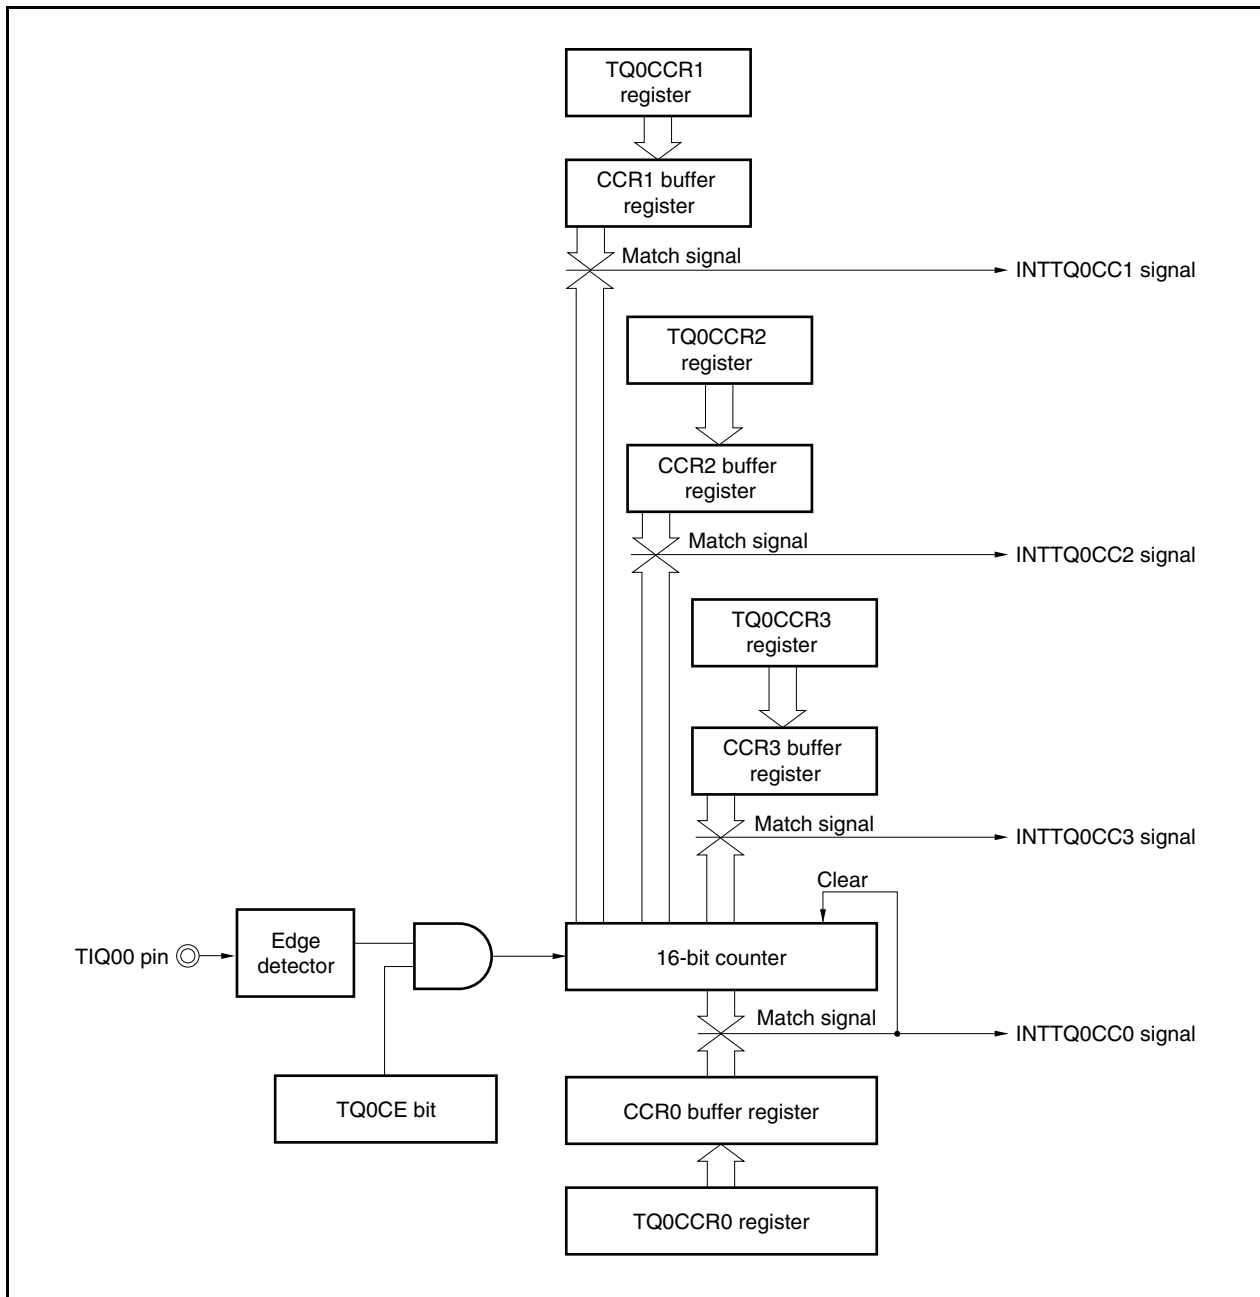 TQ0CCR1
register
CCR1 buffer
register
Match signal
INTTQ0CC1 signal
TQ0CCR2
register
CCR2 buffer
register
Match signal
INTTQ0CC2 signal
TQ0CCR3
register
CCR3 buffer
register
Match signal
INTTQ0CC3 signal
Clear
TIQ00 pin
Edge
detector
16-bit counter
Match signal
INTTQ0CC0 signal
TQ0CE bit
CCR0 buffer register
TQ0CCR0 register